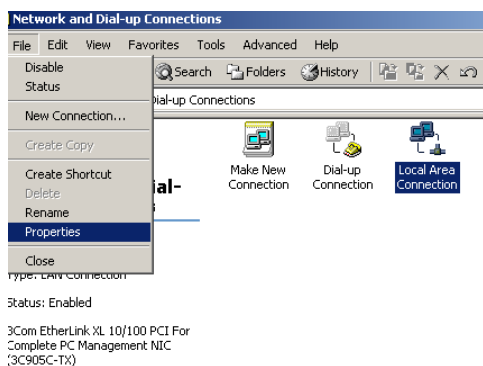 Network and Dial-up Connections
File Edit View Favorites Tools Advanced Help
Disable
Status
New Connection...
Create Copy
Create Shortcut
Delete
Rename
Properties
Close
Search Folders History
Dial-up Connections
ial-
Make New Connection
Dial-up Connection
Local Area Connection
Type: LAN Connection
Status: Enabled
3Com EtherLink XL 10/100 PCI For
Complete PC Management NIC
(3C905C-TX)